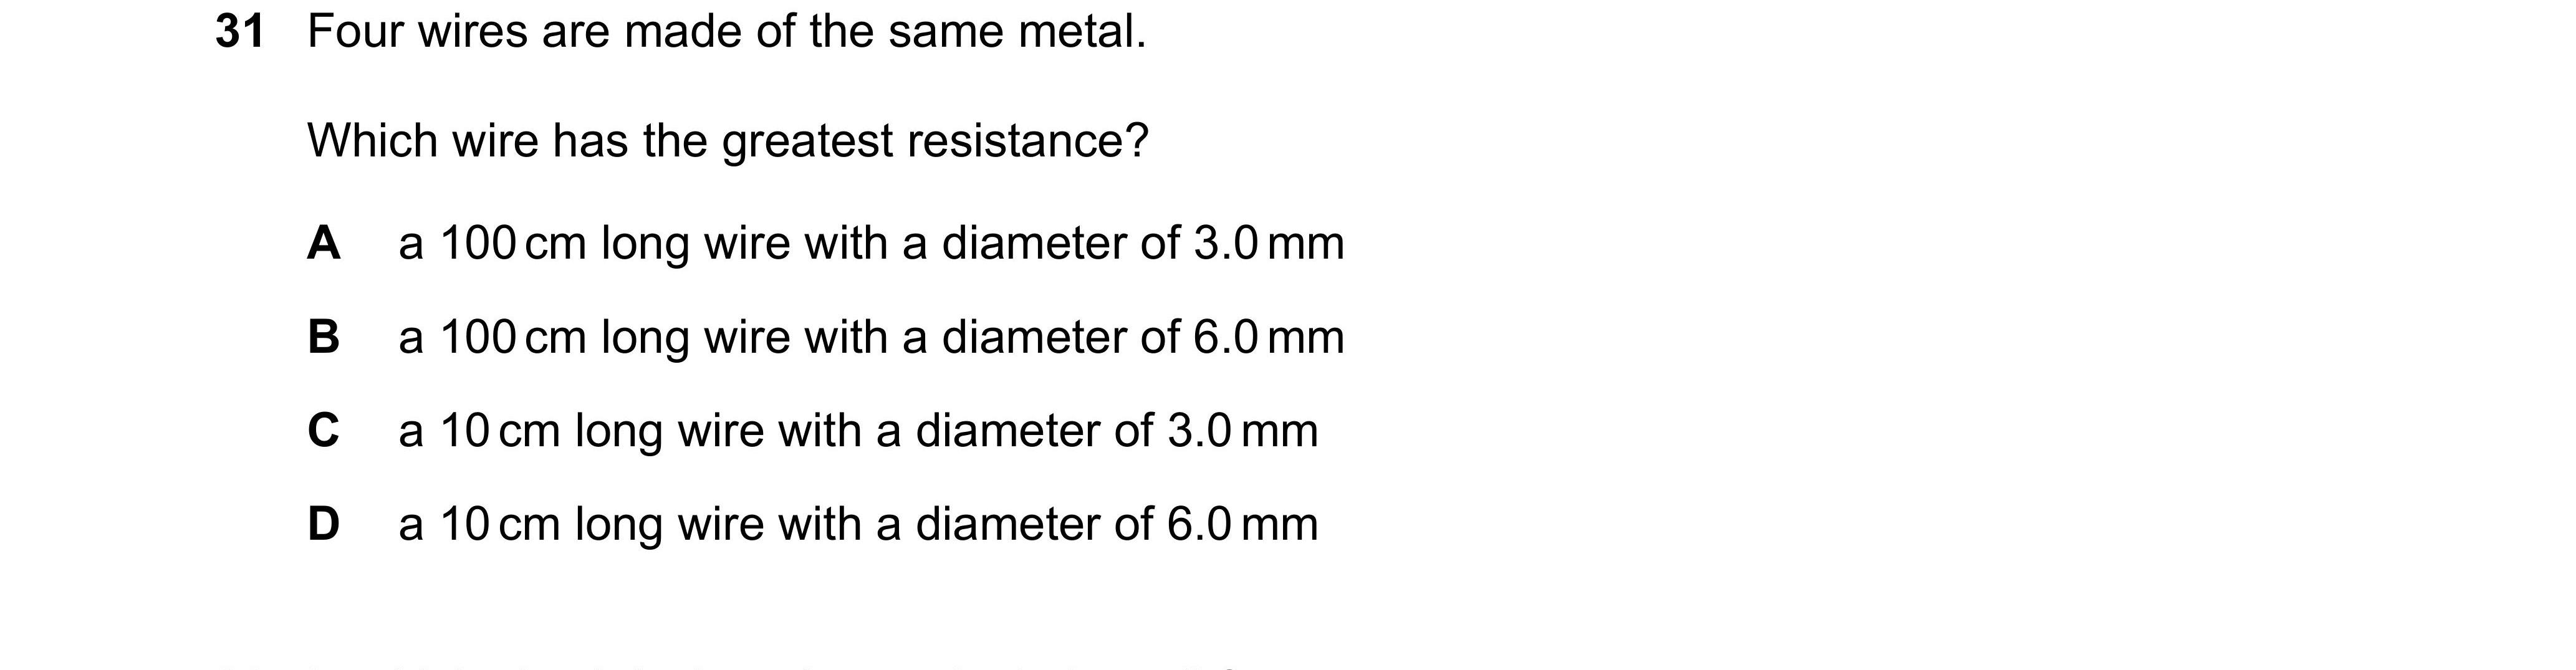 31 Four wires are made of the same metal.
Which wire has the greatest resistance?
A a 100 cm long wire with a diameter of 3.0 mm
B a 100 cm long wire with a diameter of 6.0 mm
C a 10 cm long wire with a diameter of 3.0 mm
D a 10 cm long wire with a diameter of 6.0 mm